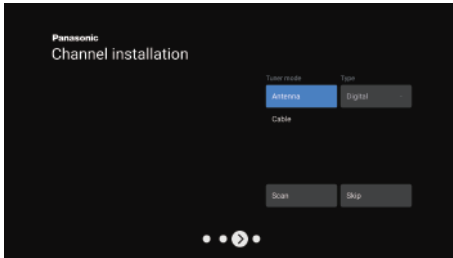 Panasonic
Channel installation
Tuner mode
Type
Antenna
Digital
Cable
Scan
Skip